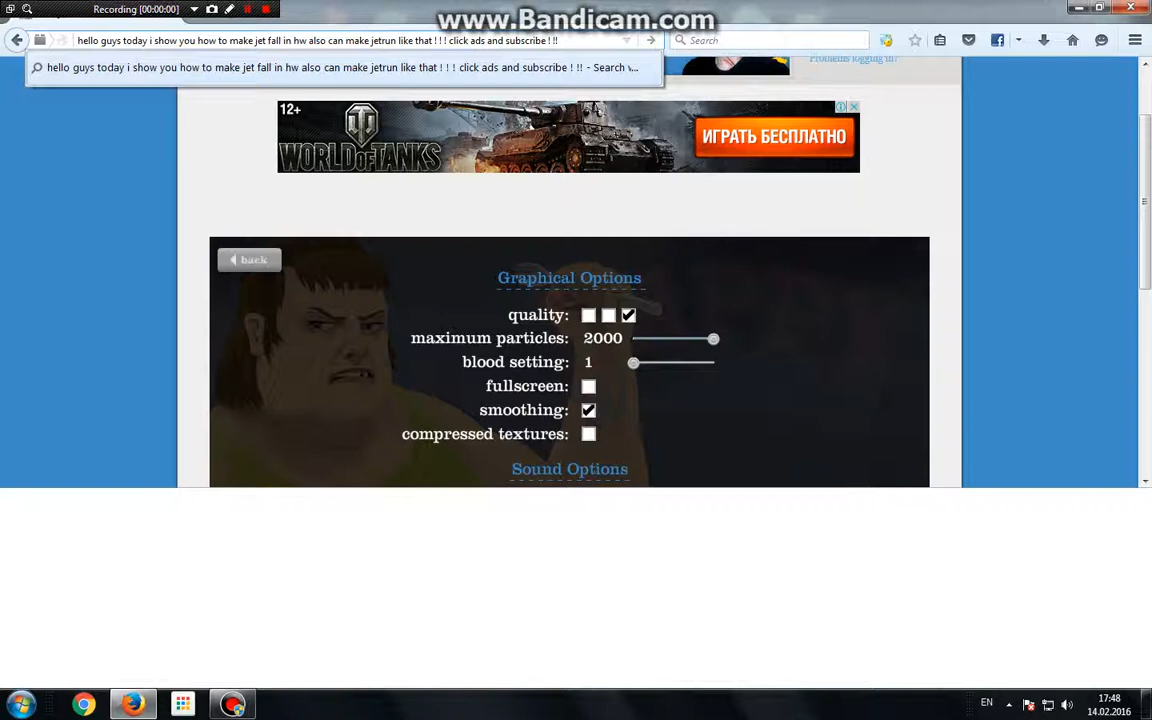 www.Bandicam.com
Recording [00:00:00]
hello guys today i show you how to make jet fall in hw also can make jetrun like that ! ! ! click ads and subscribe ! !!
Search
hello guys today i show you how to make jet fall in hw also can make jetrun like that ! ! ! click ads and subscribe ! !! - Search w...
Problems logging in?
12+
WORLD OF TANKS
ИГРАТЬ БЕСПЛАТНО
back
Graphical Options
quality:
maximum particles: 2000
blood setting: 1
fullscreen:
smoothing:
compressed textures:
Sound Options
EN
17:48
14.02.2016